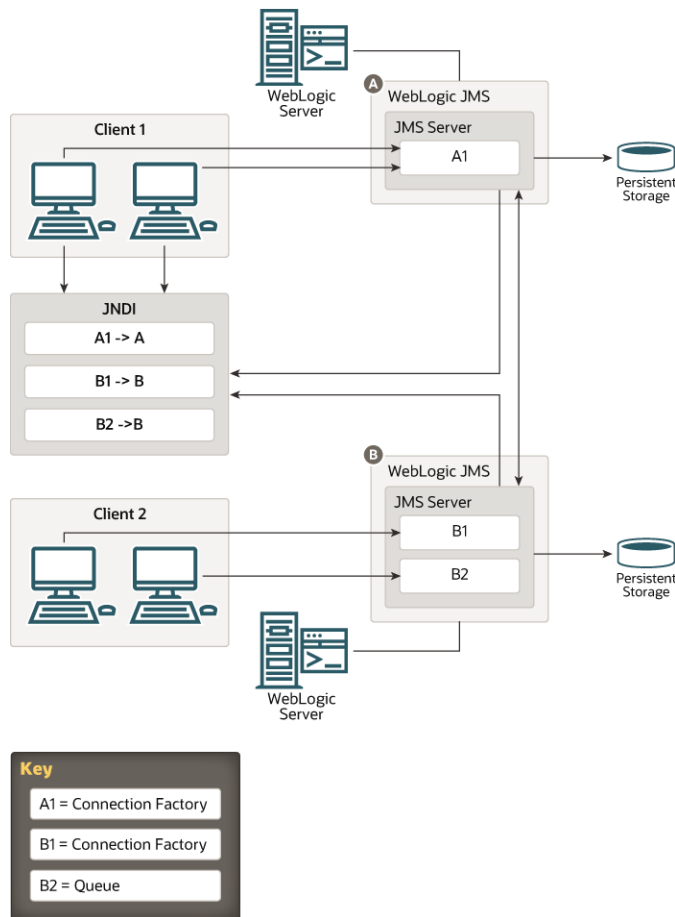 WebLogic
Server
A
WebLogic JMS
JMS Server
A1
Persistent
Storage
Client 1
JNDI
A1 -> A
B1 -> B
B2 ->B
B
WebLogic JMS
JMS Server
B1
B2
Persistent
Storage
Client 2
WebLogic
Server
Key
A1 = Connection Factory
B1 = Connection Factory
B2 = Queue